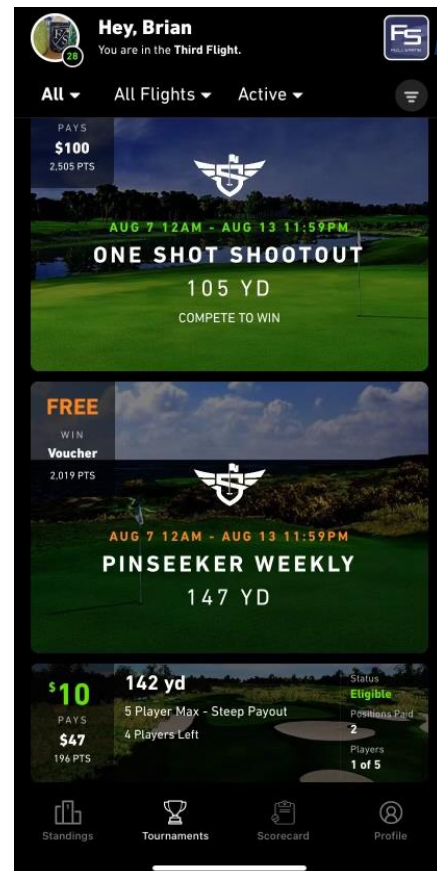 Hey, Brian
You are in the Third Flight.
28
FS
All
All Flights
Active
PAYS
$100
2,505 PTS
AUG 7 12AM - AUG 13 11:59PM
ONE SHOT SHOOTOUT
105 YD
COMPETE TO WIN
FREE
WIN
Voucher
2,019 PTS
AUG 7 12AM - AUG 13 11:59PM
PINSEEKER WEEKLY
147 YD
$10
PAYS
$47
196 PTS
142 yd
5 Player Max - Steep Payout
4 Players Left
Status
Eligible
Positions Paid
2
Players
1 of 5
Standings
Tournaments
Scorecard
Profile